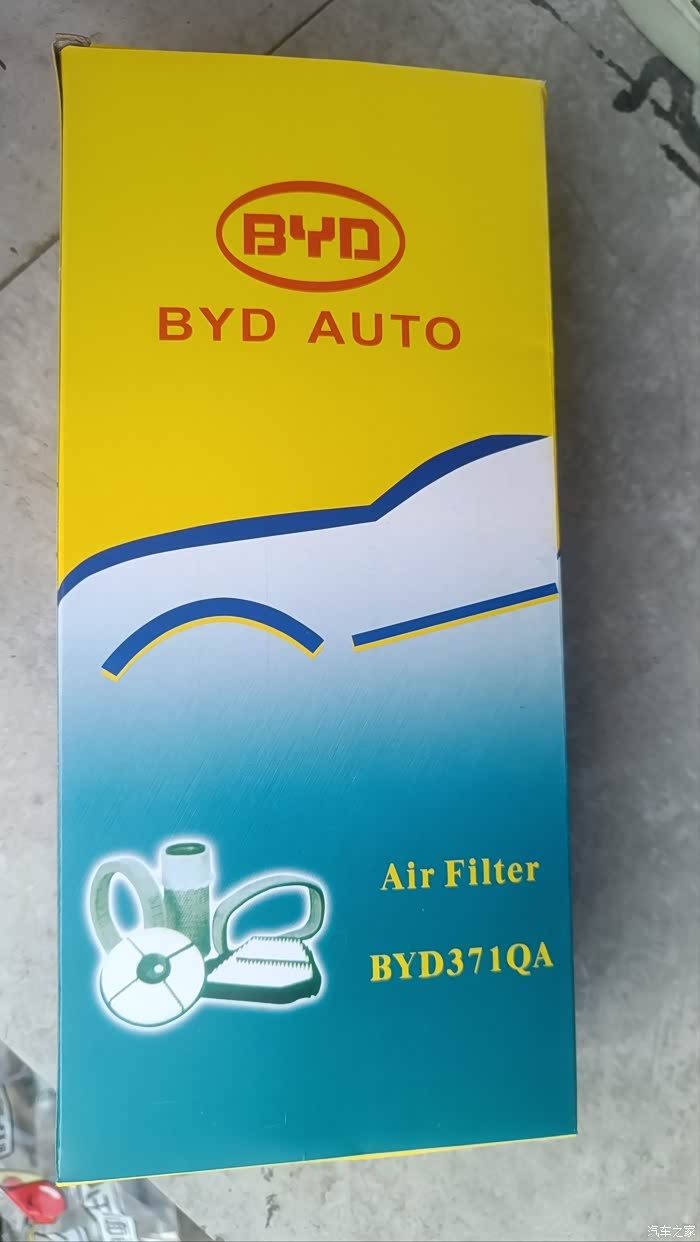 BYD
BYD AUTO
Air Filter
BYD371QA
汽车之家